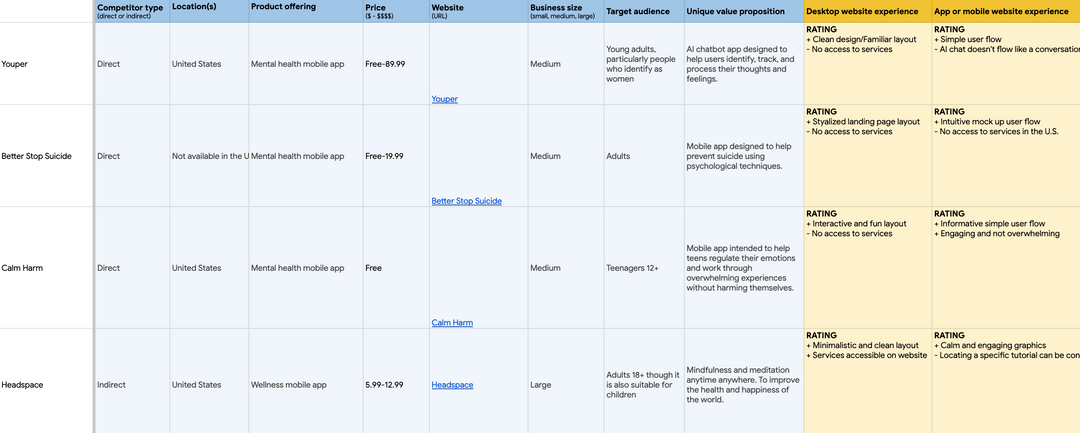 Competitor type
(direct or indirect)
Location(s)
Product offering
Price
($ - $$$$)
Website
(URL)
Business size
(small, medium, large)
Target audience
Unique value proposition
Desktop website experience
App or mobile website experience
Youper
Direct
United States
Mental health mobile app
Free-89.99
Youper
Medium
Young adults,
particularly people
who identify as
women
AI chatbot app designed to
help users identify, track, and
process their thoughts and
feelings.
RATING
+ Clean design/Familiar layout
- No access to services
RATING
+ Simple user flow
- AI chat doesn't flow like a conversation
Better Stop Suicide
Direct
Not available in the U
Mental health mobile app
Free-19.99
Better Stop Suicide
Medium
Adults
Mobile app designed to help
prevent suicide using
psychological techniques.
RATING
+ Styalized landing page layout
- No access to services
RATING
+ Intuitive mock up user flow
- No access to services in the U.S.
Calm Harm
Direct
United States
Mental health mobile app
Free
Calm Harm
Medium
Teenagers 12+
Mobile app intended to help
teens regulate their emotions
and work through
overwhelming experiences
without harming themselves.
RATING
+ Interactive and fun layout
- No access to services
RATING
+ Informative simple user flow
+ Engaging and not overwhelming
Headspace
Indirect
United States
Wellness mobile app
5.99-12.99
Headspace
Large
Adults 18+ though it
is also suitable for
children
Mindfulness and meditation
anytime anywhere. To improve
the health and happiness of
the world.
RATING
+ Minimalistic and clean layout
+ Services accessible on website
RATING
+ Calm and engaging graphics
- Locating a specific tutorial can be con